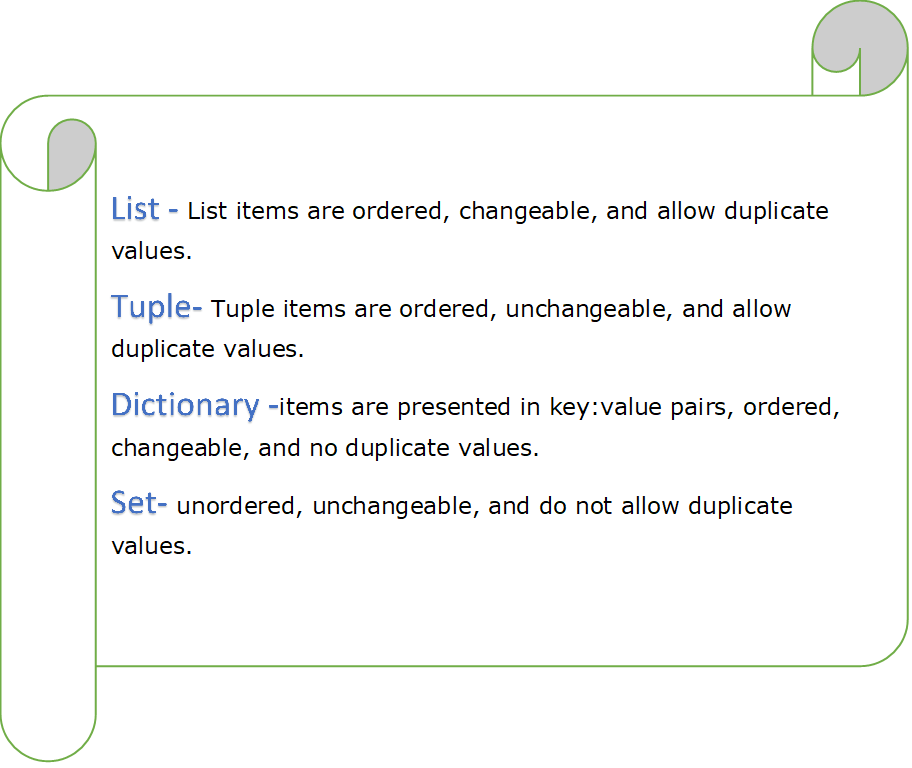 List - List items are ordered, changeable, and allow duplicate
values.
Tuple- Tuple items are ordered, unchangeable, and allow
duplicate values.
Dictionary -items are presented in key:value pairs, ordered,
changeable, and no duplicate values.
Set- unordered, unchangeable, and do not allow duplicate
values.